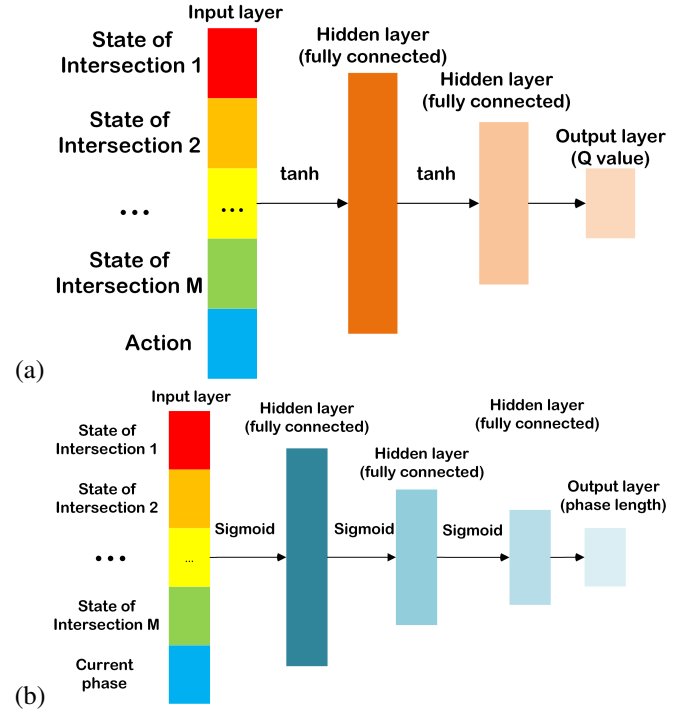 Input layer
State of
Intersection 1
Hidden layer
(fully connected)
Hidden layer
(fully connected)
State of
Intersection 2
Output layer
(Q value)
tanh
tanh
...
...
State of
Intersection M
Action
(a)
Input layer
State of
Intersection 1
Hidden layer
(fully connected)
Hidden layer
(fully connected)
Hidden layer
(fully connected)
State of
Intersection 2
Output layer
(phase length)
Sigmoid
Sigmoid
Sigmoid
...
...
State of
Intersection M
Current
phase
(b)